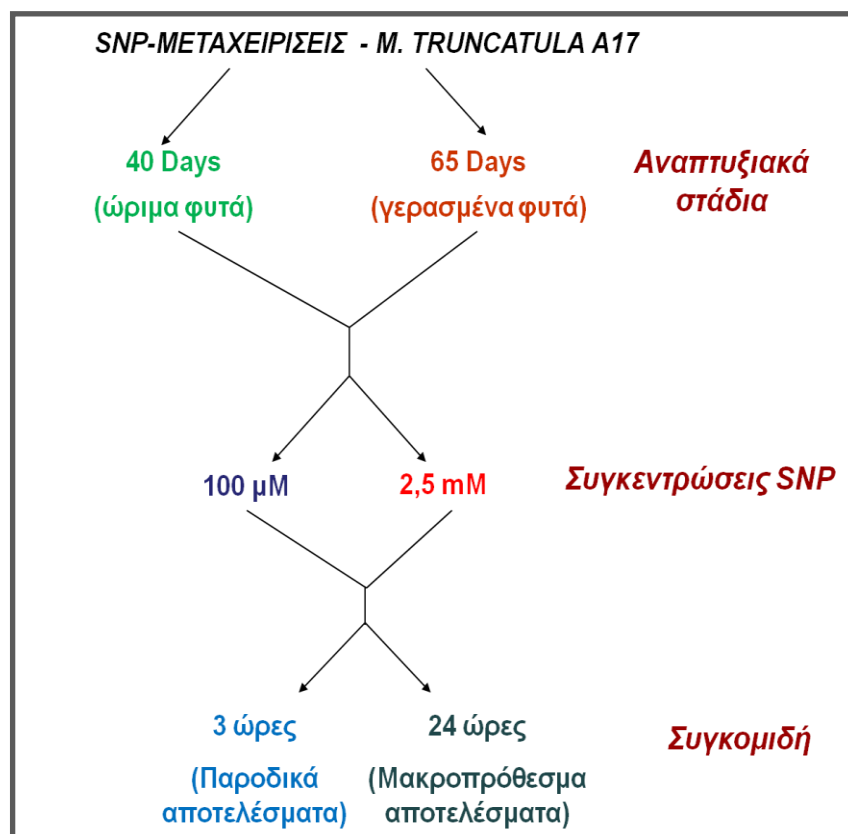 SNP-ΜΕΤΑΧΕΙΡΙΣΕΙΣ - M. TRUNCATULA A17
40 Days
(ώριμα φυτά)
65 Days
(γερασμένα φυτά)
Αναπτυξιακά
στάδια
100 μM
2,5 mM
Συγκεντρώσεις SNP
3 ώρες
(Παροδικά
αποτελέσματα)
24 ώρες
(Μακροπρόθεσμα
αποτελέσματα)
Συγκομιδή